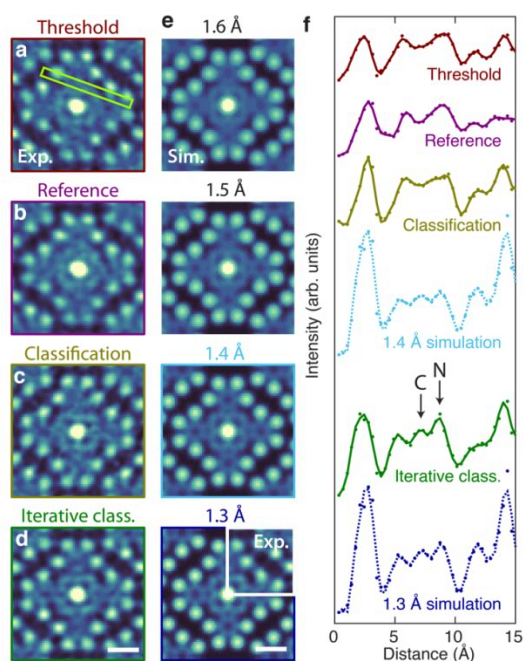 Threshold
a
Exp.
Reference
b
Classification
c
Iterative class.
d
e
1.6 Å
Sim.
1.5 Å
1.4 Å
1.3 Å
Exp.
f
Intensity (arb. units)
Threshold
Reference
Classification
1.4 Å simulation
C
N
Iterative class.
1.3 Å simulation
0 5 10 15
Distance (Å)